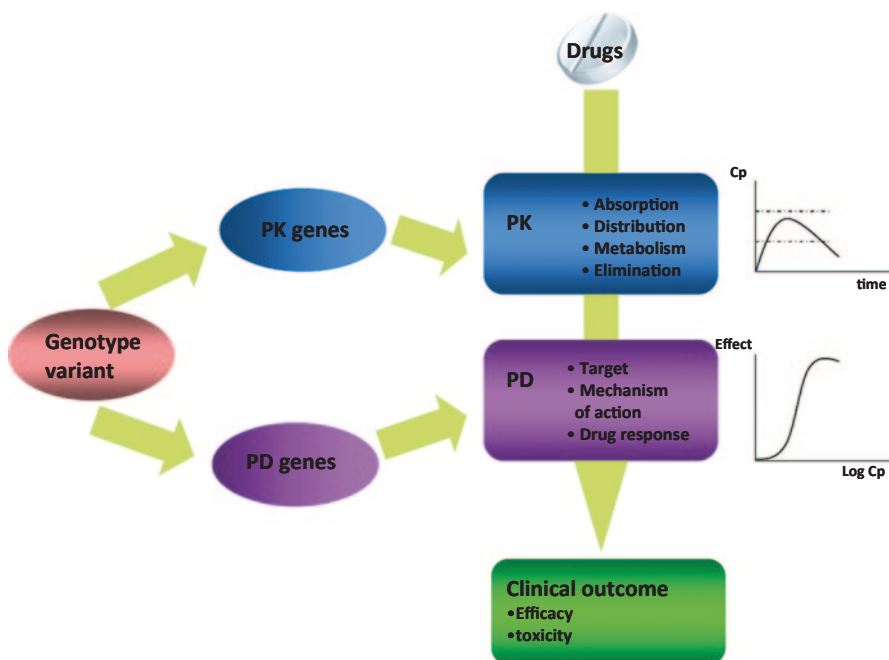 Drugs
PK genes
PK
• Absorption
• Distribution
• Metabolism
• Elimination
Cp
time
Genotype
variant
PD genes
PD
• Target
• Mechanism
of action
• Drug response
Effect
Log Cp
Clinical outcome
•Efficacy
•toxicity